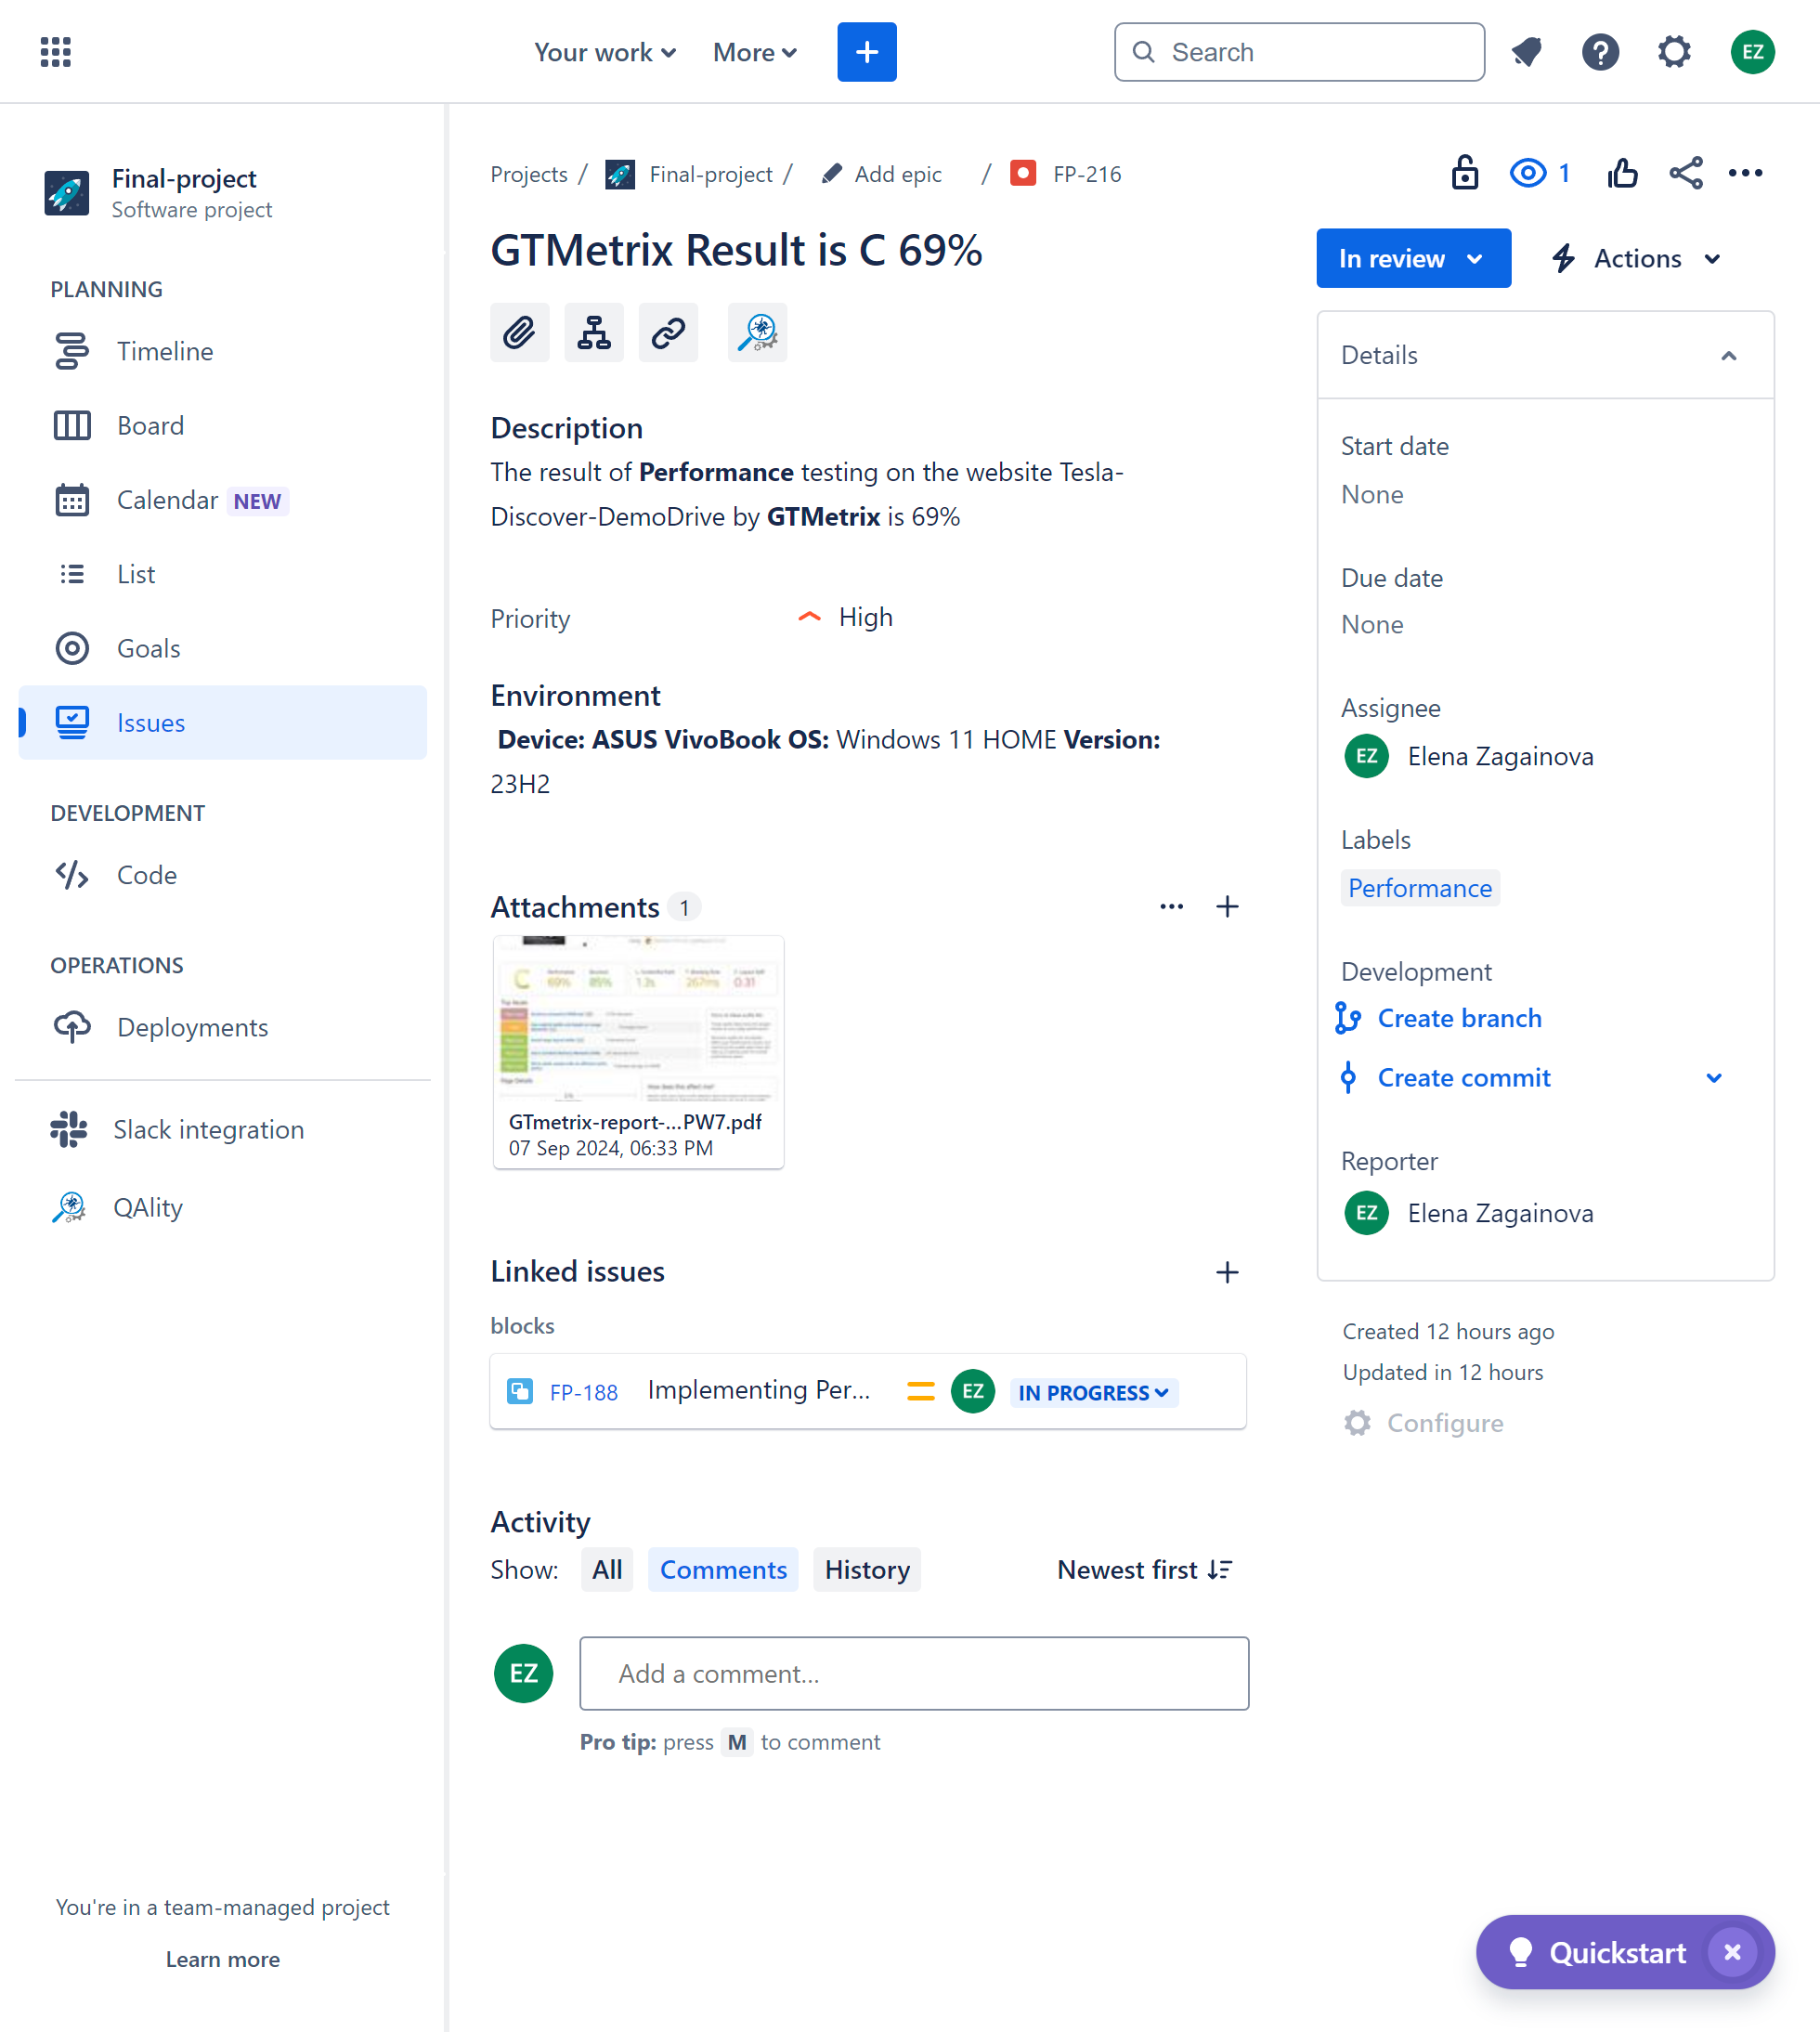 Your work
More
Search
EZ
Final-project
Software project
PLANNING
Timeline
Board
Calendar NEW
List
Goals
Issues
DEVELOPMENT
Code
OPERATIONS
Deployments
Slack integration
QAlity
You're in a team-managed project
Learn more
Projects / Final-project / Add epic / FP-216
1
GTMetrix Result is C 69%
Description
The result of Performance testing on the website Tesla-
Discover-DemoDrive by GTMetrix is 69%
Priority High
Environment
Device: ASUS VivoBook OS: Windows 11 HOME Version:
23H2
Attachments 1
C 69% 85% 1.3s 267ms 0.31
GTmetrix-report-...PW7.pdf
07 Sep 2024, 06:33 PM
Linked issues
blocks
FP-188 Implementing Per... EZ IN PROGRESS
Activity
Show: All Comments History Newest first
EZ Add a comment...
Pro tip: press M to comment
In review
Actions
Details
Start date
None
Due date
None
Assignee
EZ Elena Zagainova
Labels
Performance
Development
Create branch
Create commit
Reporter
EZ Elena Zagainova
Created 12 hours ago
Updated in 12 hours
Configure
Quickstart